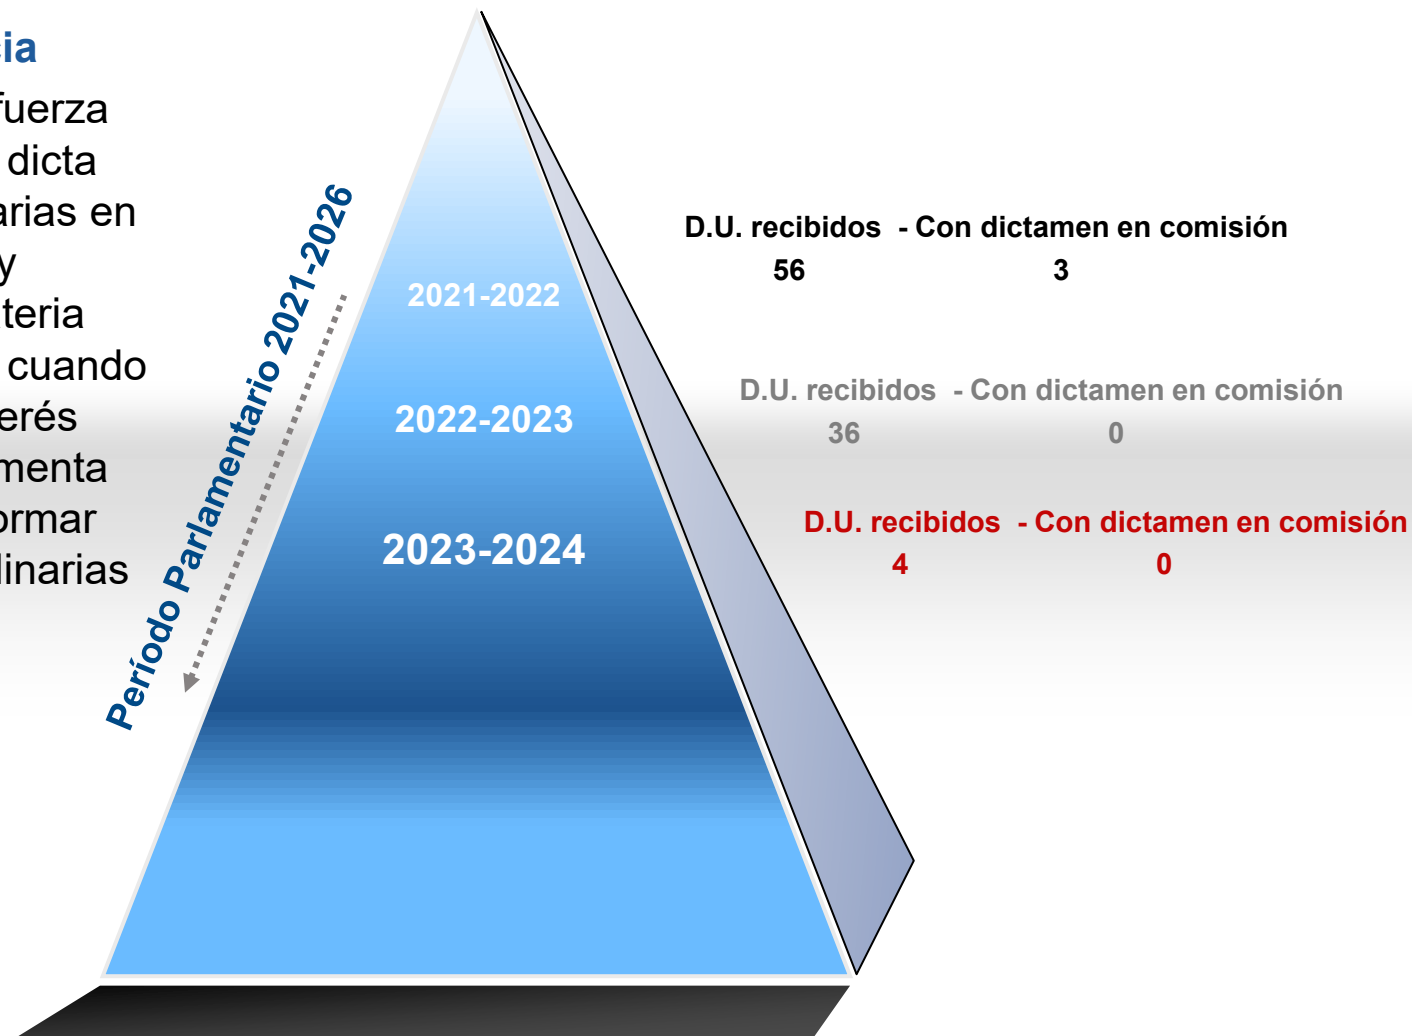 cia
fuerza
dicta
arias en
y
teria
cuando
erés
menta
ormar
linarias
Período Parlamentario 2021-2026
2021-2022
D.U. recibidos - Con dictamen en comisión
56 3
2022-2023
D.U. recibidos - Con dictamen en comisión
36 0
2023-2024
D.U. recibidos - Con dictamen en comisión
4 0